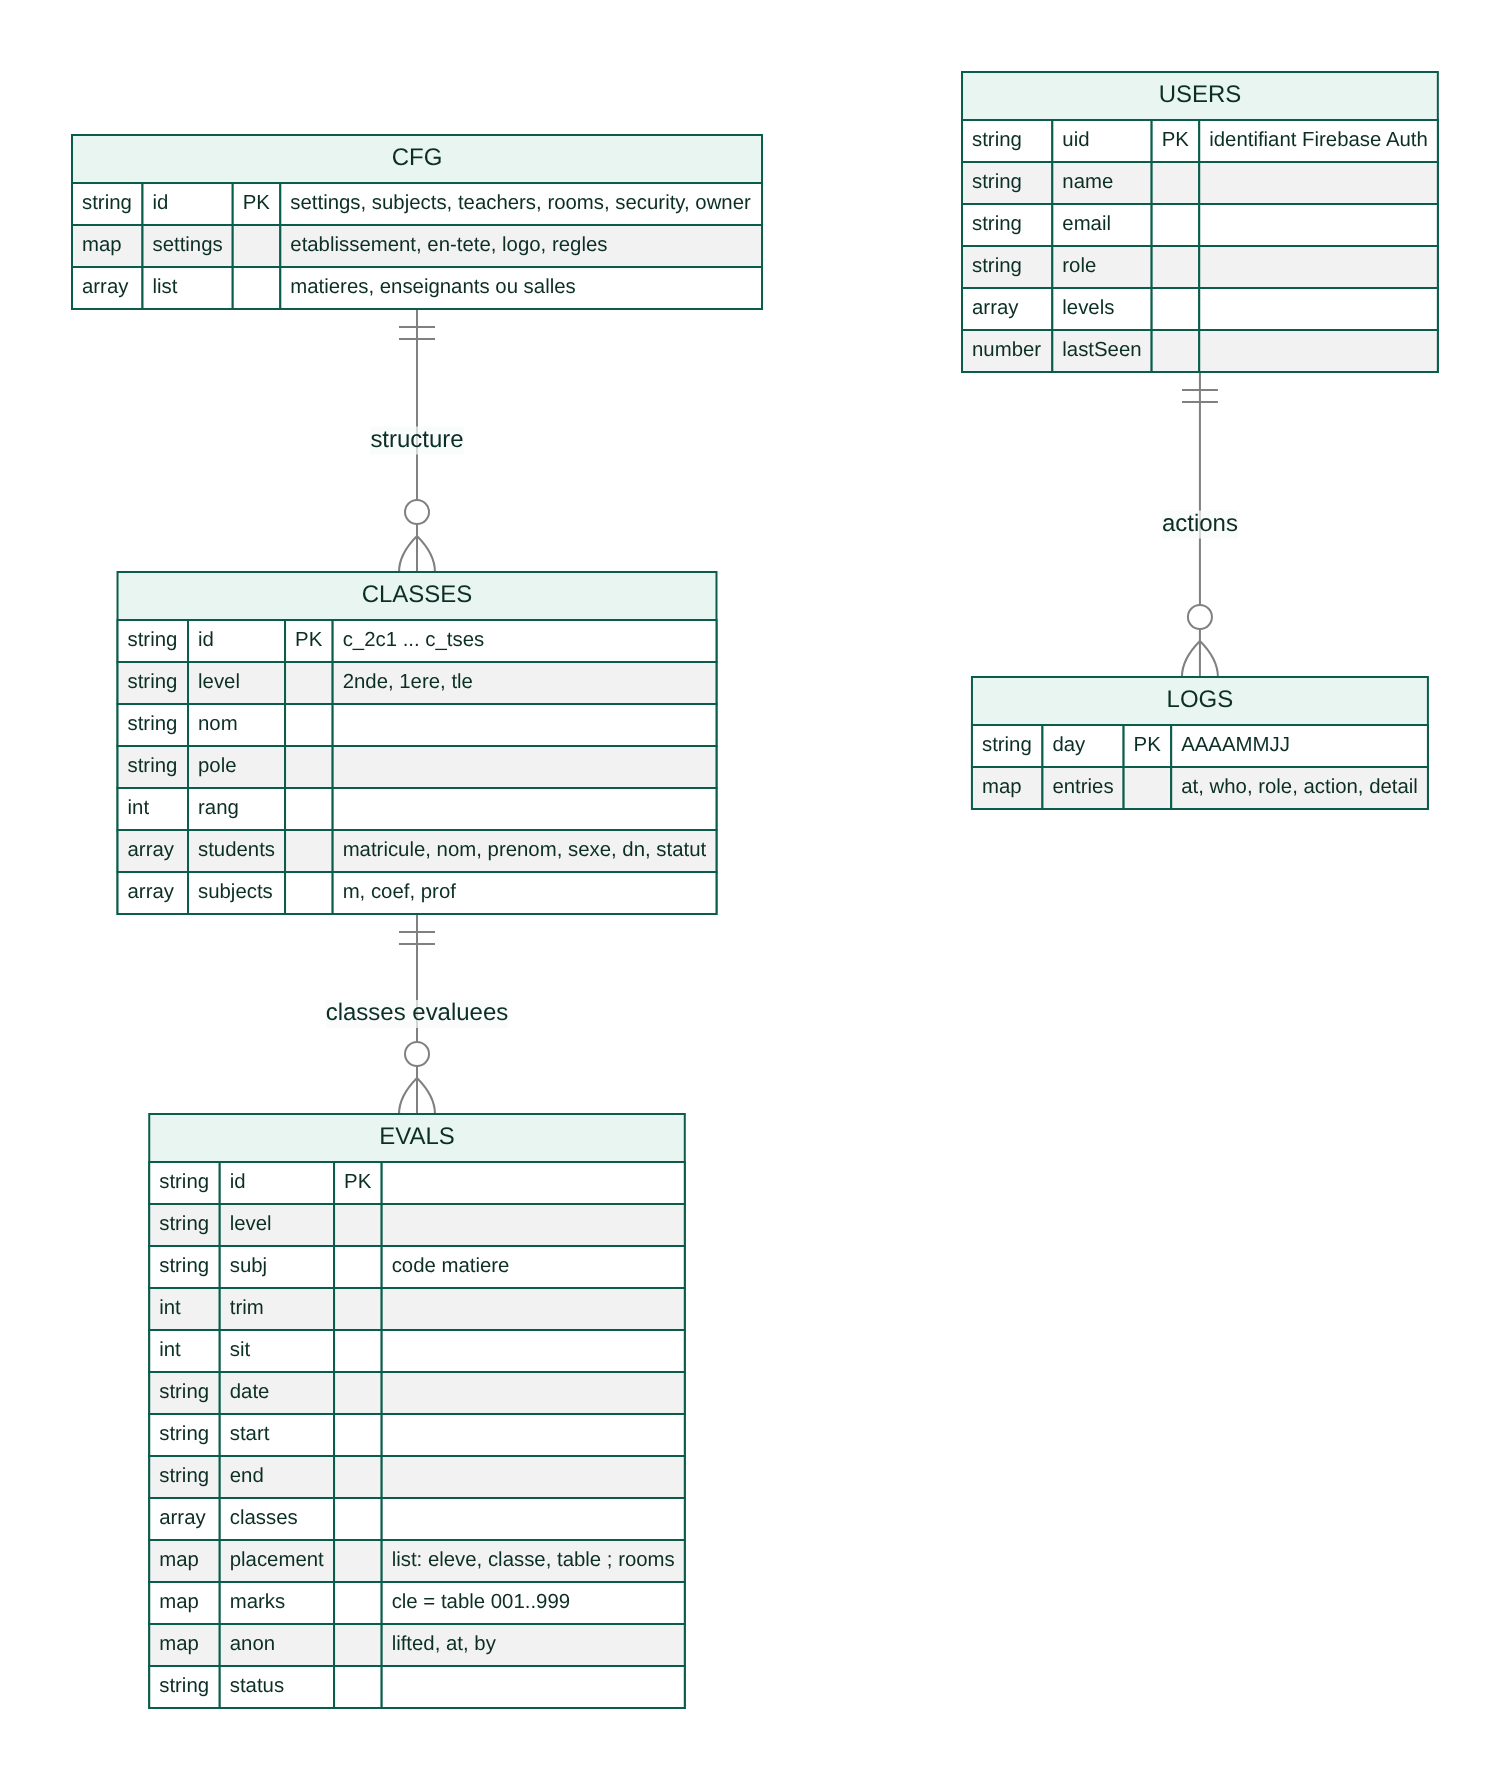 CFG
string id PK settings, subjects, teachers, rooms, security, owner
map settings etablissement, en-tete, logo, regles
array list matieres, enseignants ou salles
structure
CLASSES
string id PK c_2c1 ... c_tses
string level 2nde, 1ere, tle
string nom
string pole
int rang
array students matricule, nom, prenom, sexe, dn, statut
array subjects m, coef, prof
classes evaluees
EVALS
string id PK
string level
string subj code matiere
int trim
int sit
string date
string start
string end
array classes
map placement list: eleve, classe, table ; rooms
map marks cle = table 001..999
map anon lifted, at, by
string status
USERS
string uid PK identifiant Firebase Auth
string name
string email
string role
array levels
number lastSeen
actions
LOGS
string day PK AAAAMMJJ
map entries at, who, role, action, detail